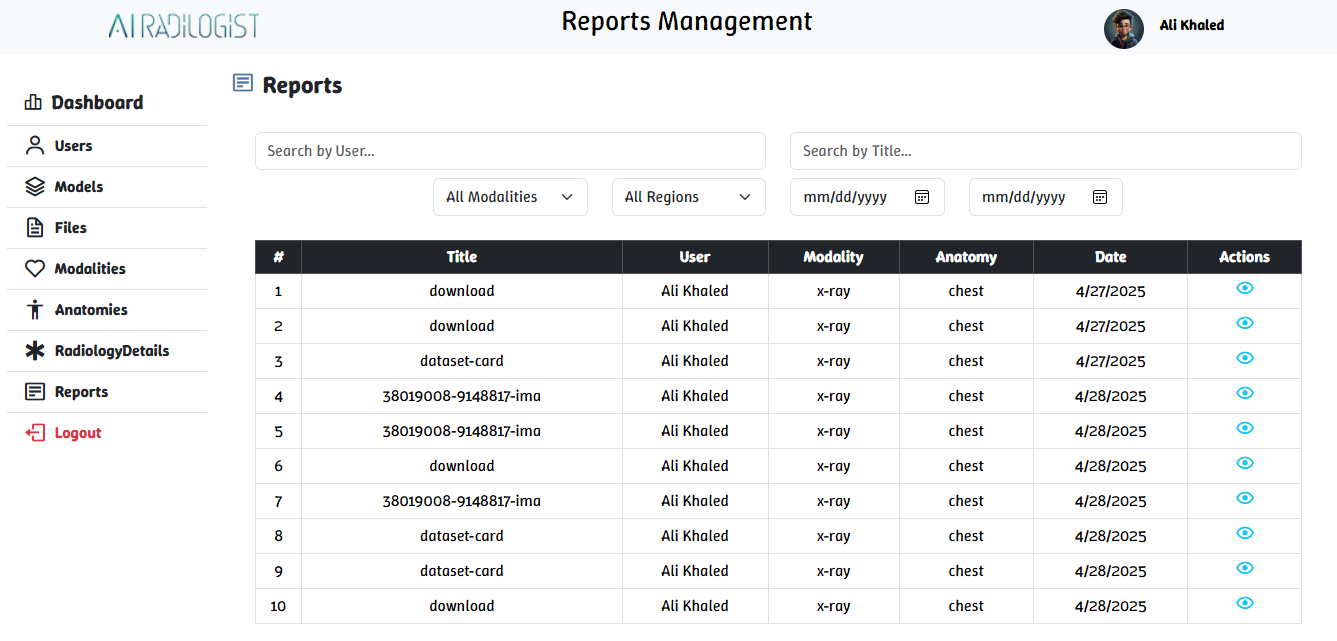 AI RADILOGIST
Reports Management
Ali Khaled
Dashboard
Users
Models
Files
Modalities
Anatomies
RadiologyDetails
Reports
Logout
Reports
Search by User...
Search by Title...
All Modalities
All Regions
mm/dd/yyyy
mm/dd/yyyy
# Title User Modality Anatomy Date Actions
1 download Ali Khaled x-ray chest 4/27/2025
2 download Ali Khaled x-ray chest 4/27/2025
3 dataset-card Ali Khaled x-ray chest 4/27/2025
4 38019008-9148817-ima Ali Khaled x-ray chest 4/28/2025
5 38019008-9148817-ima Ali Khaled x-ray chest 4/28/2025
6 download Ali Khaled x-ray chest 4/28/2025
7 38019008-9148817-ima Ali Khaled x-ray chest 4/28/2025
8 dataset-card Ali Khaled x-ray chest 4/28/2025
9 dataset-card Ali Khaled x-ray chest 4/28/2025
10 download Ali Khaled x-ray chest 4/28/2025